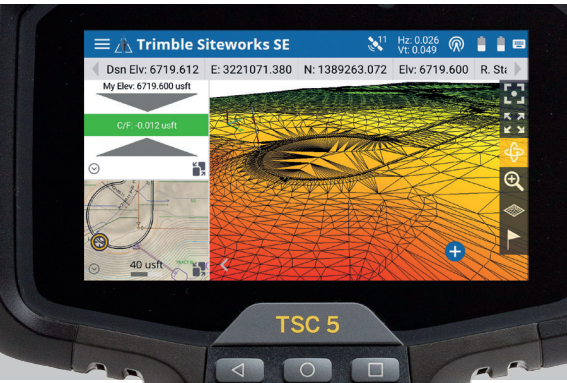 Trimble Siteworks SE
11
Hz: 0.026
Vt: 0.049
Dsn Elv: 6719.612 E: 3221071.380 N: 1389263.072 Elv: 6719.600 R. Sta
My Elev: 6719.600 usft
C/F: -0.012 usft
40 usft
TSC 5